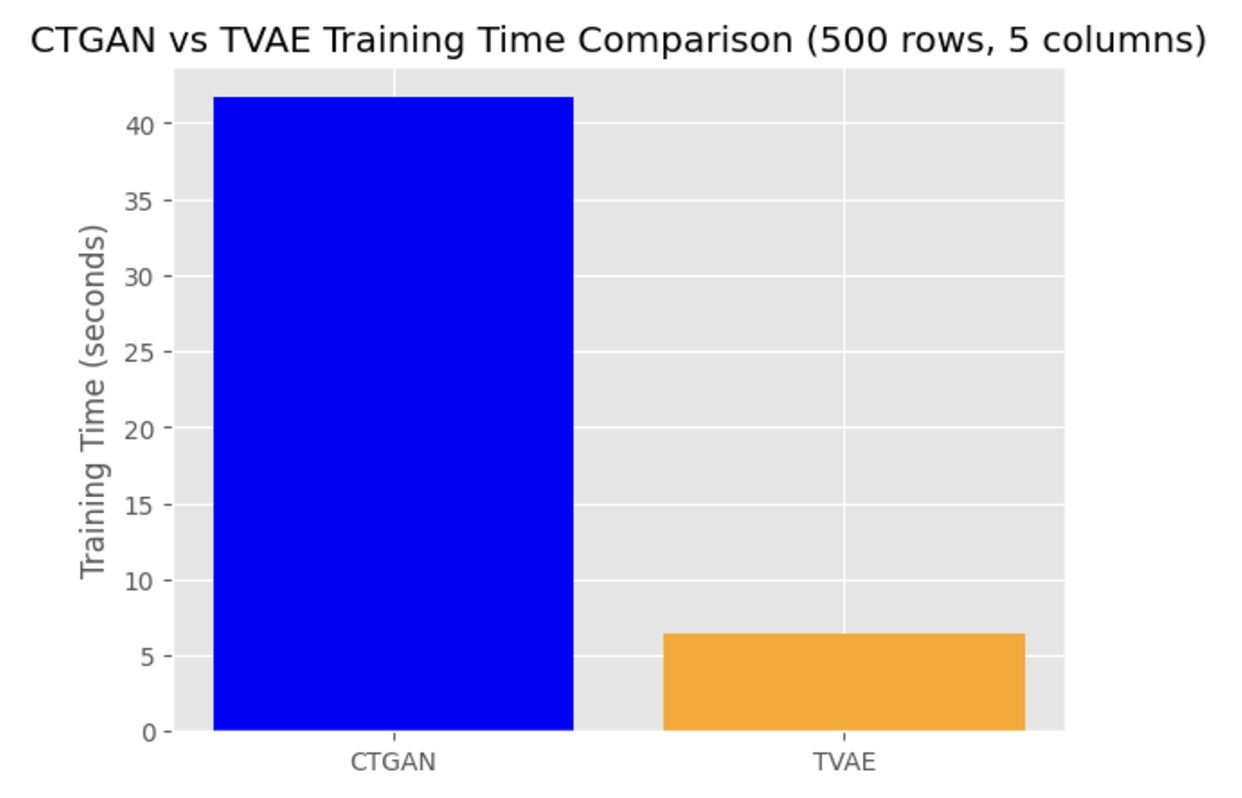 CTGAN vs TVAE Training Time Comparison (500 rows, 5 columns)
Training Time (seconds)
40
35
30
25
20
15
10
5
0
CTGAN
TVAE